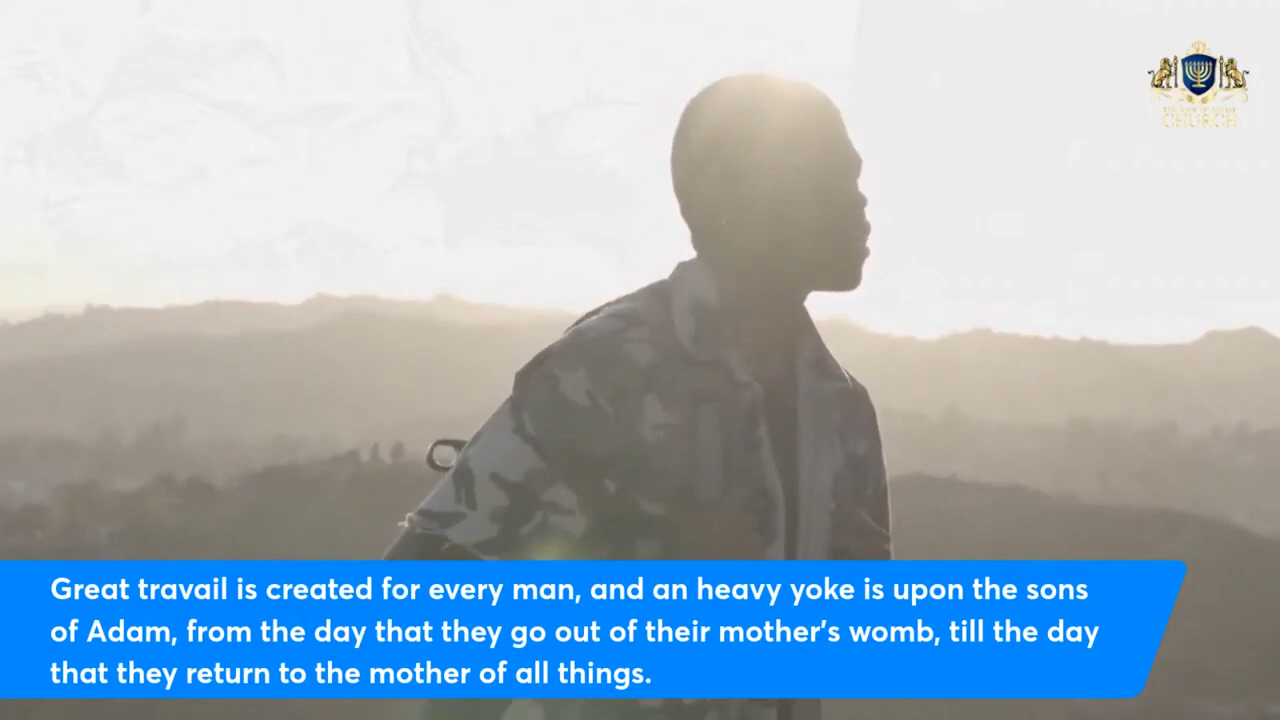 CHURCH
Great travail is created for every man, and an heavy yoke is upon the sons
of Adam, from the day that they go out of their mother's womb, till the day
that they return to the mother of all things.